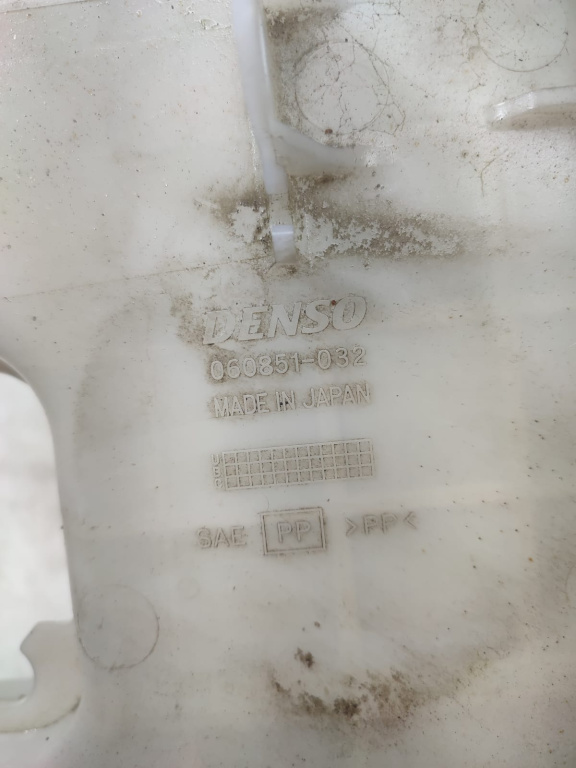 DENSO
060851-032
MADE IN JAPAN
SAE PP >PP<